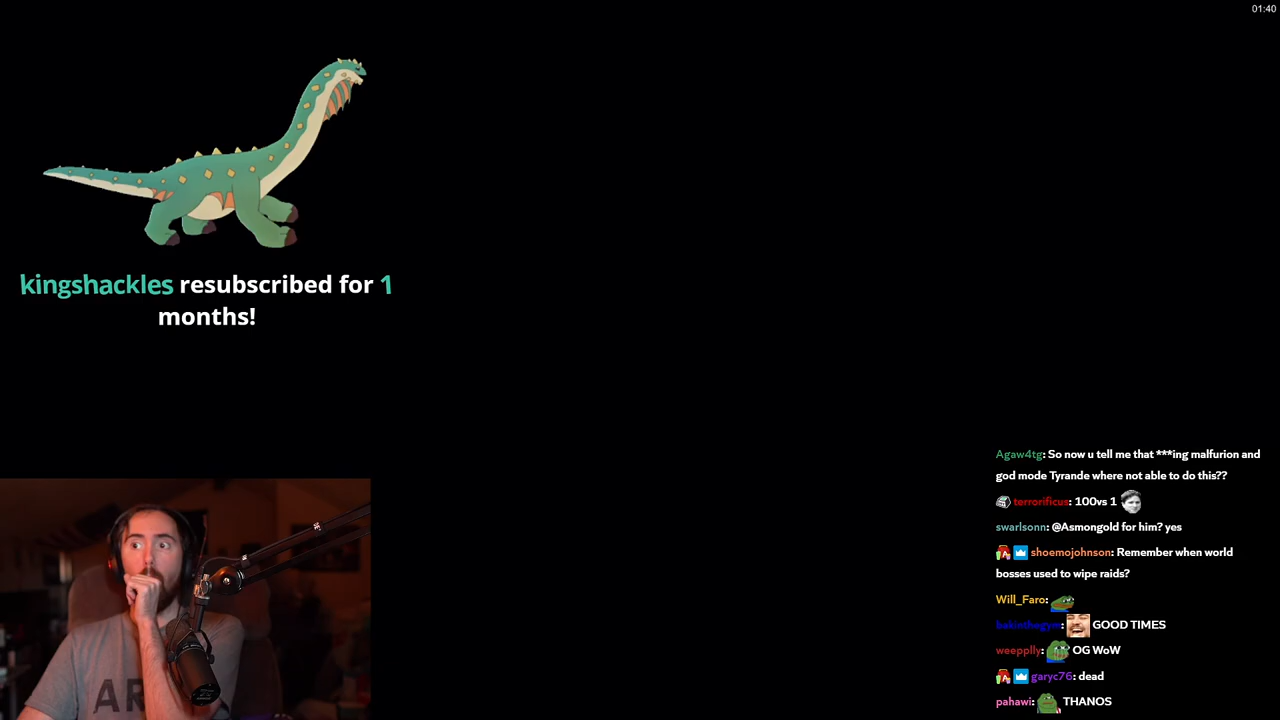 01:40
kingshackles resubscribed for 1
months!
Agaw4tg: So now u tell me that ***ing malfurion and
god mode Tyrande where not able to do this??
terrorificus: 100vs 1
swarlsonn: @Asmongold for him? yes
shoemojohnson: Remember when world
bosses used to wipe raids?
Will_Faro:
bakinthegym: GOOD TIMES
weepplly: OG WoW
garyc76: dead
pahawi: THANOS
AR